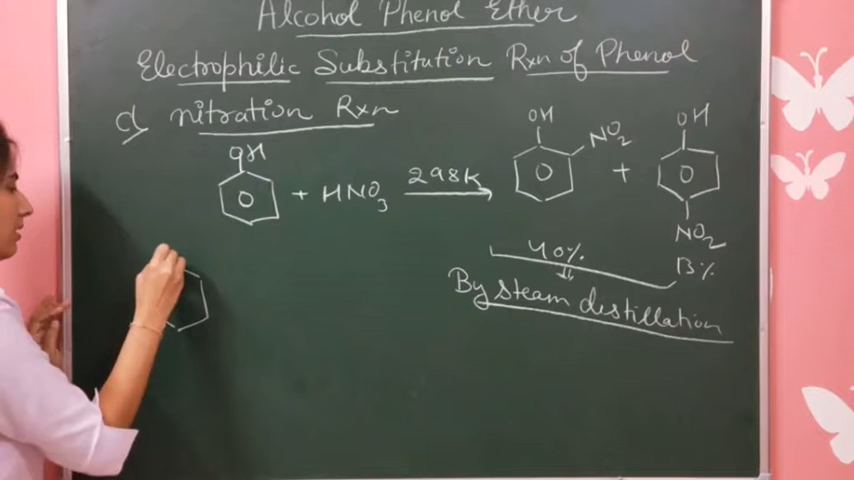 Alcohol Phenol Ether
Electrophilic Substitution Rxn of Phenol
c) nitration Rxn
OH + HNO3 298K OH NO2 + OH NO2
40% 13%
By steam distillation